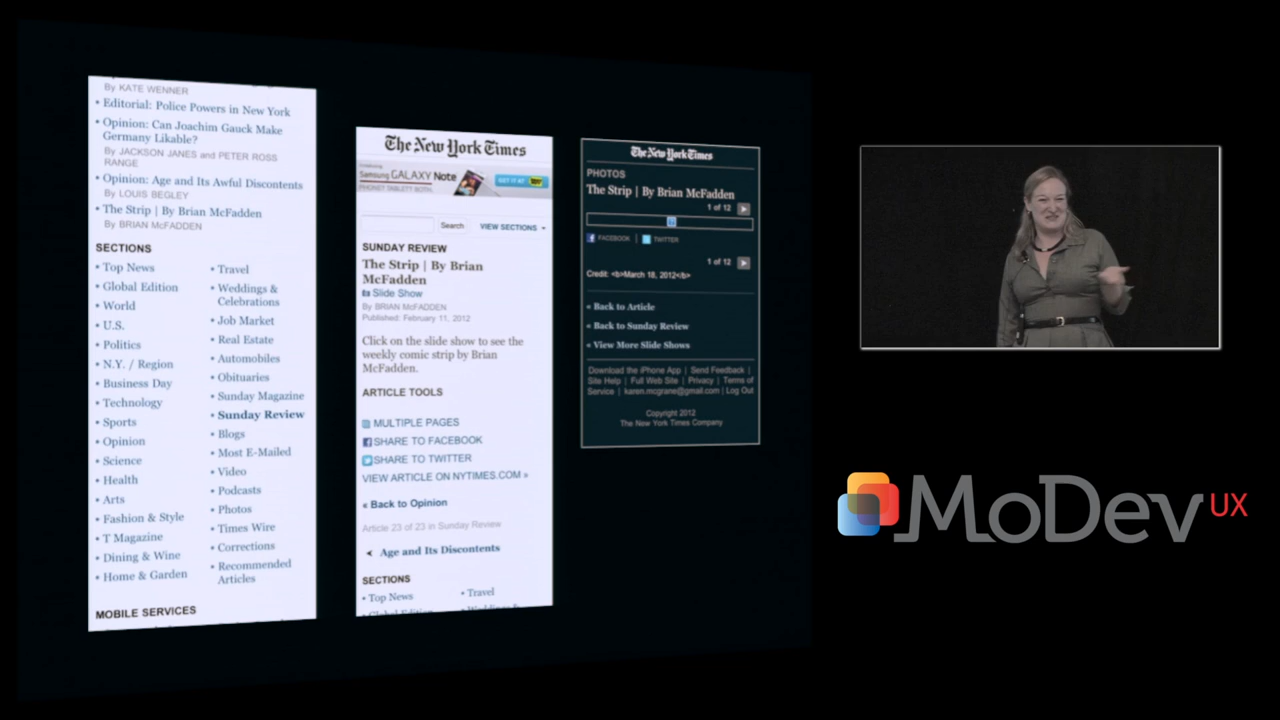 By KATE WENNER
• Editorial: Police Powers in New York
• Opinion: Can Joachim Gauck Make
Germany Likable?
By JACKSON JANES and PETER ROSS
RANGE
• Opinion: Age and Its Awful Discontents
By LOUIS BEGLEY
• The Strip | By Brian McFadden
By BRIAN McFADDEN
SECTIONS
• Top News
• Global Edition
• World
• U.S.
• Politics
• N.Y. / Region
• Business Day
• Technology
• Sports
• Opinion
• Science
• Health
• Arts
• Fashion & Style
• T Magazine
• Dining & Wine
• Home & Garden
• Travel
• Weddings &
Celebrations
• Job Market
• Real Estate
• Automobiles
• Obituaries
• Sunday Magazine
• Sunday Review
• Blogs
• Most E-Mailed
• Video
• Podcasts
• Photos
• Times Wire
• Corrections
• Recommended
Articles
MOBILE SERVICES
The New York Times
Samsung GALAXY Note
GET IT AT
Search
VIEW SECTIONS
SUNDAY REVIEW
The Strip | By Brian
McFadden
Slide Show
By BRIAN McFADDEN
Published: February 11, 2012
Click on the slide show to see the
weekly comic strip by Brian
McFadden.
ARTICLE TOOLS
MULTIPLE PAGES
SHARE TO FACEBOOK
SHARE TO TWITTER
VIEW ARTICLE ON NYTIMES.COM »
« Back to Opinion
Article 23 of 23 in Sunday Review
Age and Its Discontents
SECTIONS
• Top News
• Travel
• Global Edition
• Weddings &
The New York Times
PHOTOS
The Strip | By Brian McFadden
1 of 12
FACEBOOK | TWITTER
1 of 12
Credit: <b>March 18, 2012</b>
« Back to Article
« Back to Sunday Review
« View More Slide Shows
Download the iPhone App | Send Feedback |
Site Help | Full Web Site | Privacy | Terms of
Service | karen.mcgrane@gmail.com | Log Out
Copyright 2012
The New York Times Company
MoDev UX